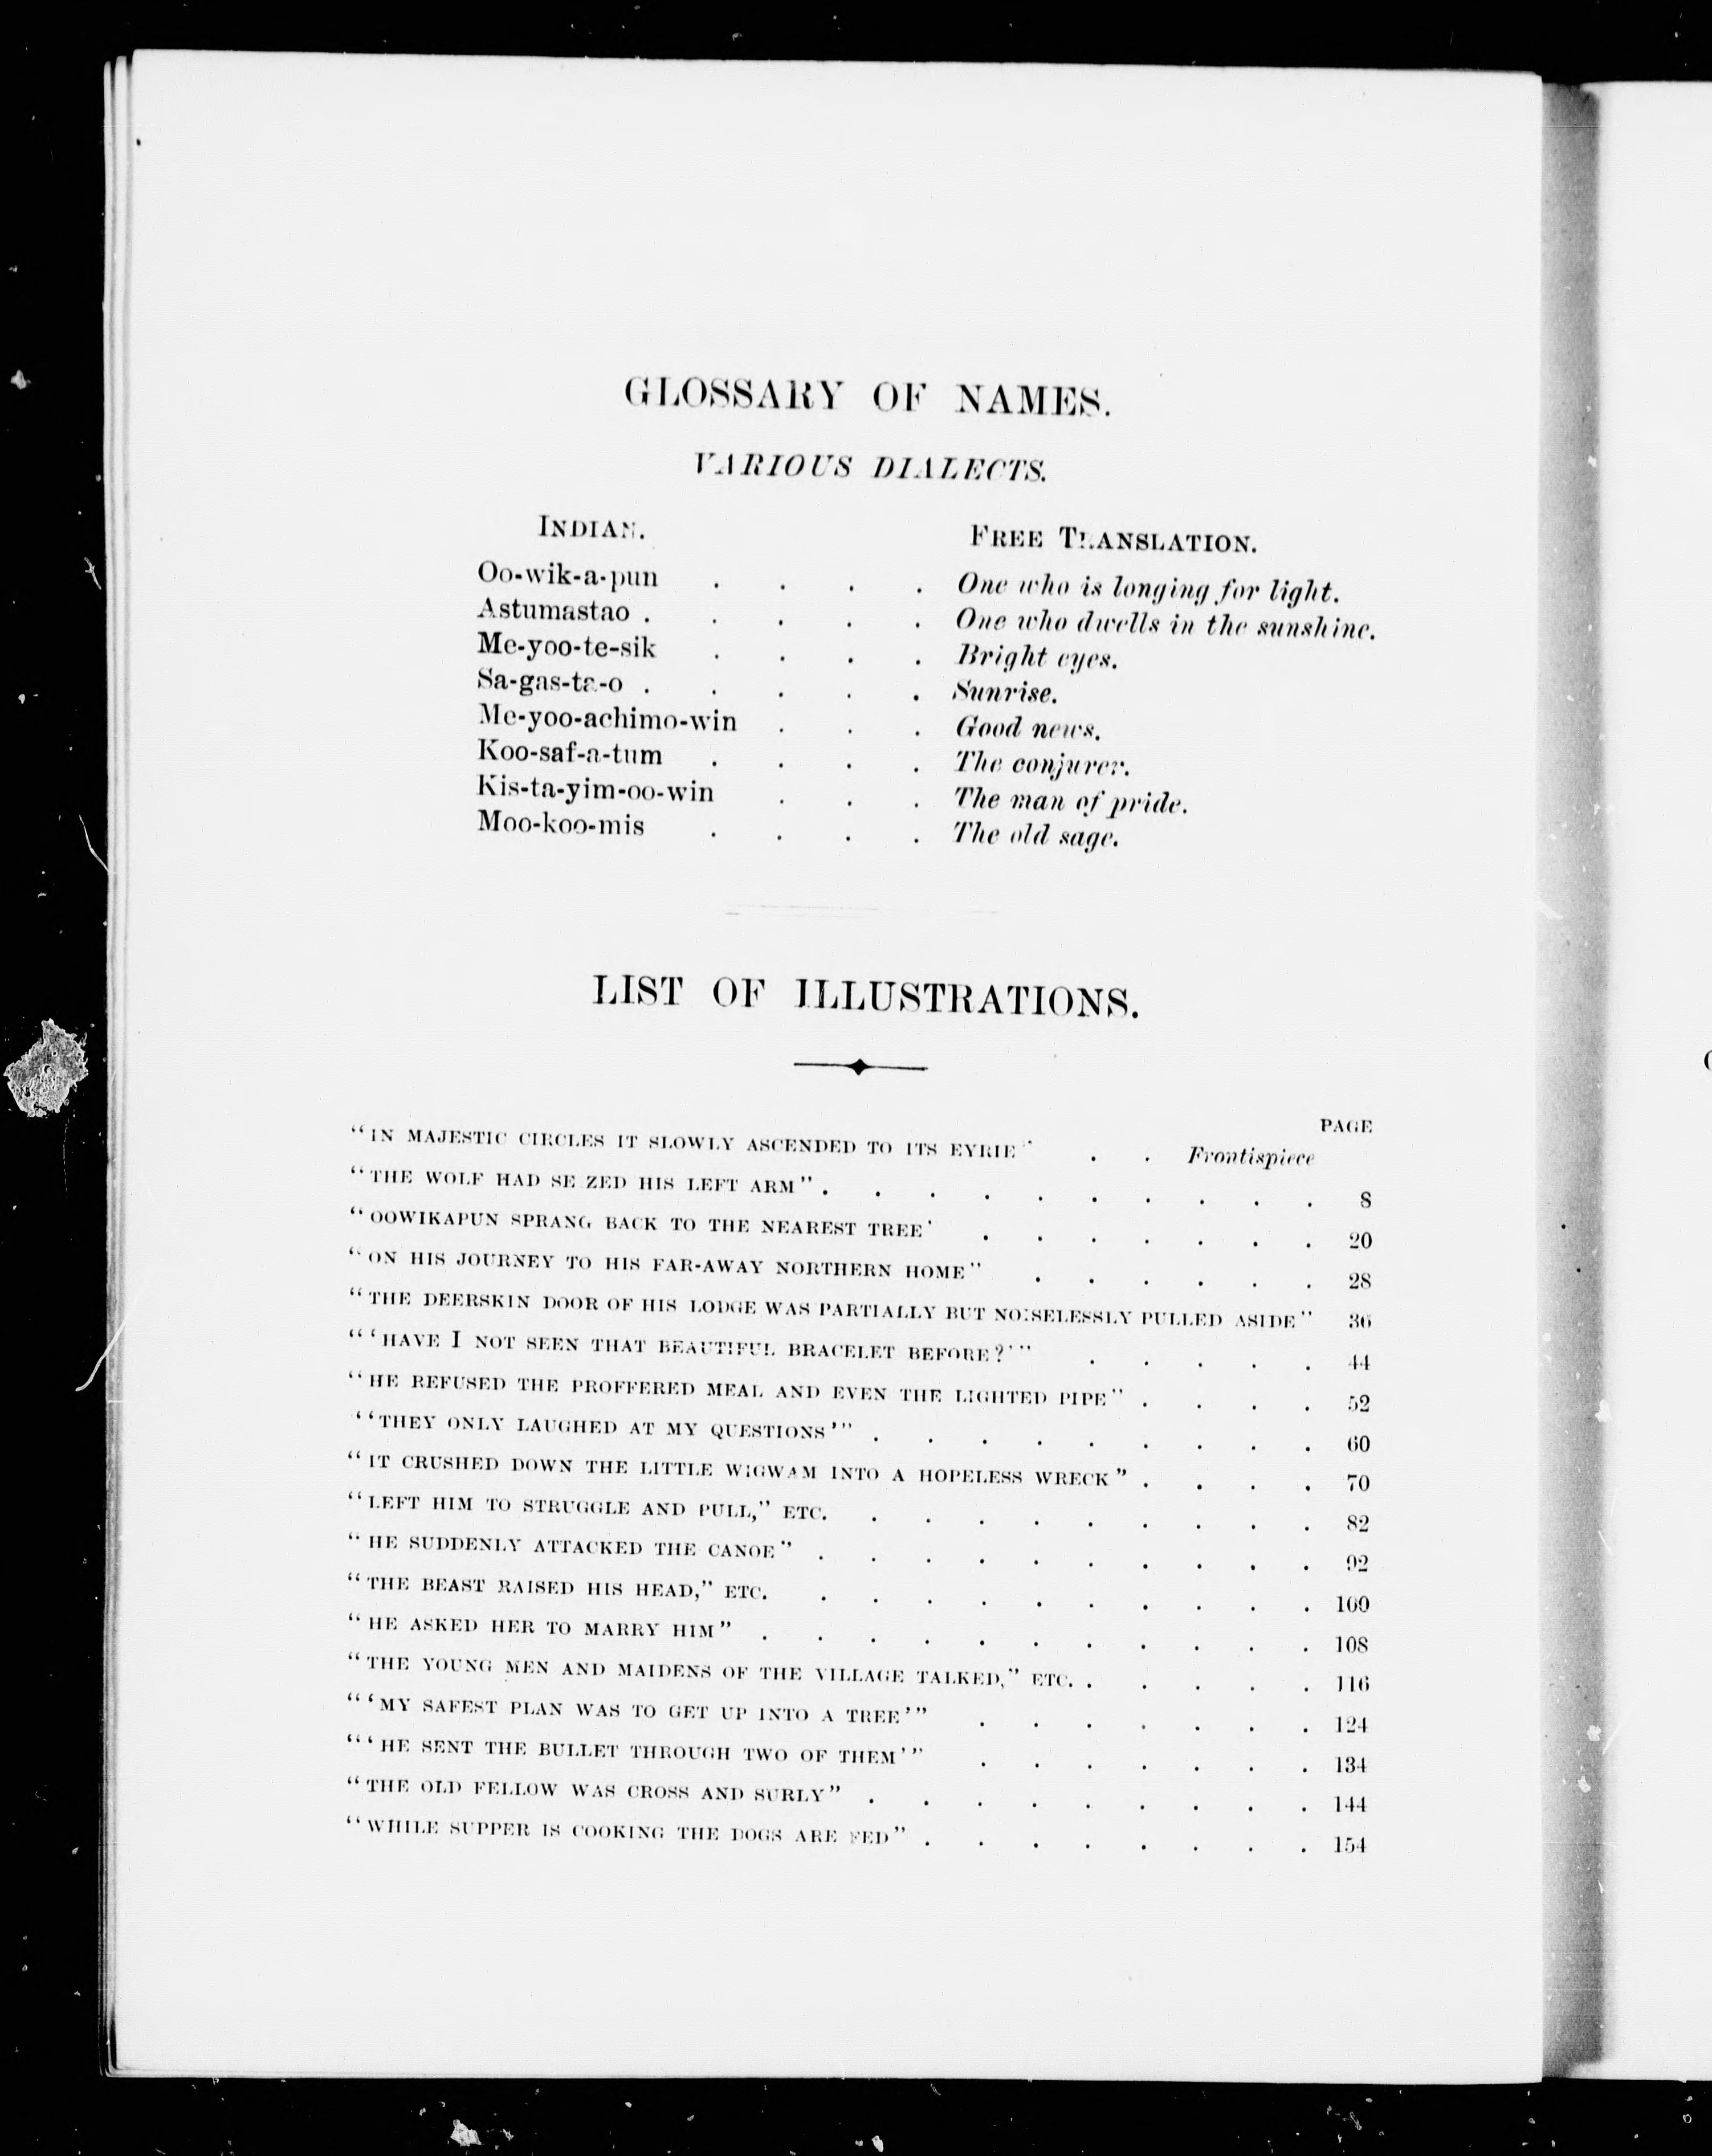 GLOSSARY OF NAMES.
VARIOUS DIALECTS.
INDIAN. FREE TRANSLATION.
Oo-wik-a-pun . . . . One who is longing for light.
Astumastao . . . . . One who dwells in the sunshine.
Me-yoo-te-sik . . . . Bright eyes.
Sa-gas-ta-o . . . . . Sunrise.
Me-yoo-achimo-win . . . Good news.
Koo-saf-a-tum . . . . The conjurer.
Kis-ta-yim-oo-win . . . The man of pride.
Moo-koo-mis . . . . The old sage.
LIST OF ILLUSTRATIONS.
PAGE
“IN MAJESTIC CIRCLES IT SLOWLY ASCENDED TO ITS EYRIE” . . Frontispiece
“THE WOLF HAD SEIZED HIS LEFT ARM” . . . . . . . . . . 8
“OOWIKAPUN SPRANG BACK TO THE NEAREST TREE’ . . . . . . . 20
“ON HIS JOURNEY TO HIS FAR-AWAY NORTHERN HOME” . . . . . . 28
“THE DEERSKIN DOOR OF HIS LODGE WAS PARTIALLY BUT NOISELESSLY PULLED ASIDE” 36
“‘HAVE I NOT SEEN THAT BEAUTIFUL BRACELET BEFORE?’” . . . . . 44
“HE REFUSED THE PROFFERED MEAL AND EVEN THE LIGHTED PIPE” . . . . 52
“‘THEY ONLY LAUGHED AT MY QUESTIONS’” . . . . . . . . . 60
“IT CRUSHED DOWN THE LITTLE WIGWAM INTO A HOPELESS WRECK” . . . . 70
“LEFT HIM TO STRUGGLE AND PULL,” ETC. . . . . . . . . . 82
“HE SUDDENLY ATTACKED THE CANOE” . . . . . . . . . . 92
“THE BEAST RAISED HIS HEAD,” ETC. . . . . . . . . . . 100
“HE ASKED HER TO MARRY HIM” . . . . . . . . . . . 108
“THE YOUNG MEN AND MAIDENS OF THE VILLAGE TALKED,” ETC. . . . . . 116
“‘MY SAFEST PLAN WAS TO GET UP INTO A TREE’” . . . . . . . 124
“‘HE SENT THE BULLET THROUGH TWO OF THEM’” . . . . . . . 134
“THE OLD FELLOW WAS CROSS AND SURLY” . . . . . . . . . 144
“WHILE SUPPER IS COOKING THE DOGS ARE FED” . . . . . . . . 154